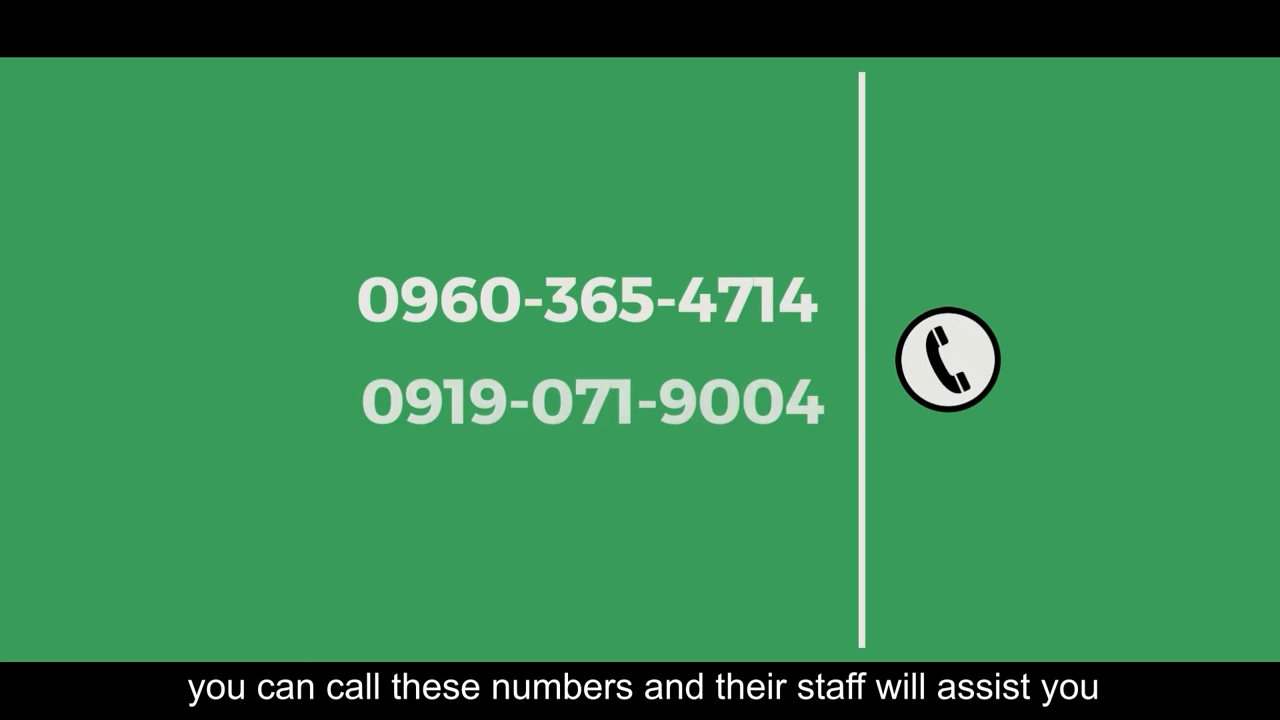 0960-365-4714
0919-071-9004
you can call these numbers and their staff will assist you